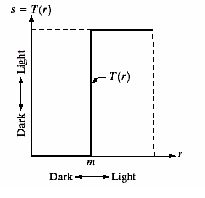 s = T(r)
Dark ↔ Light
T(r)
r
m
Dark ↔ Light